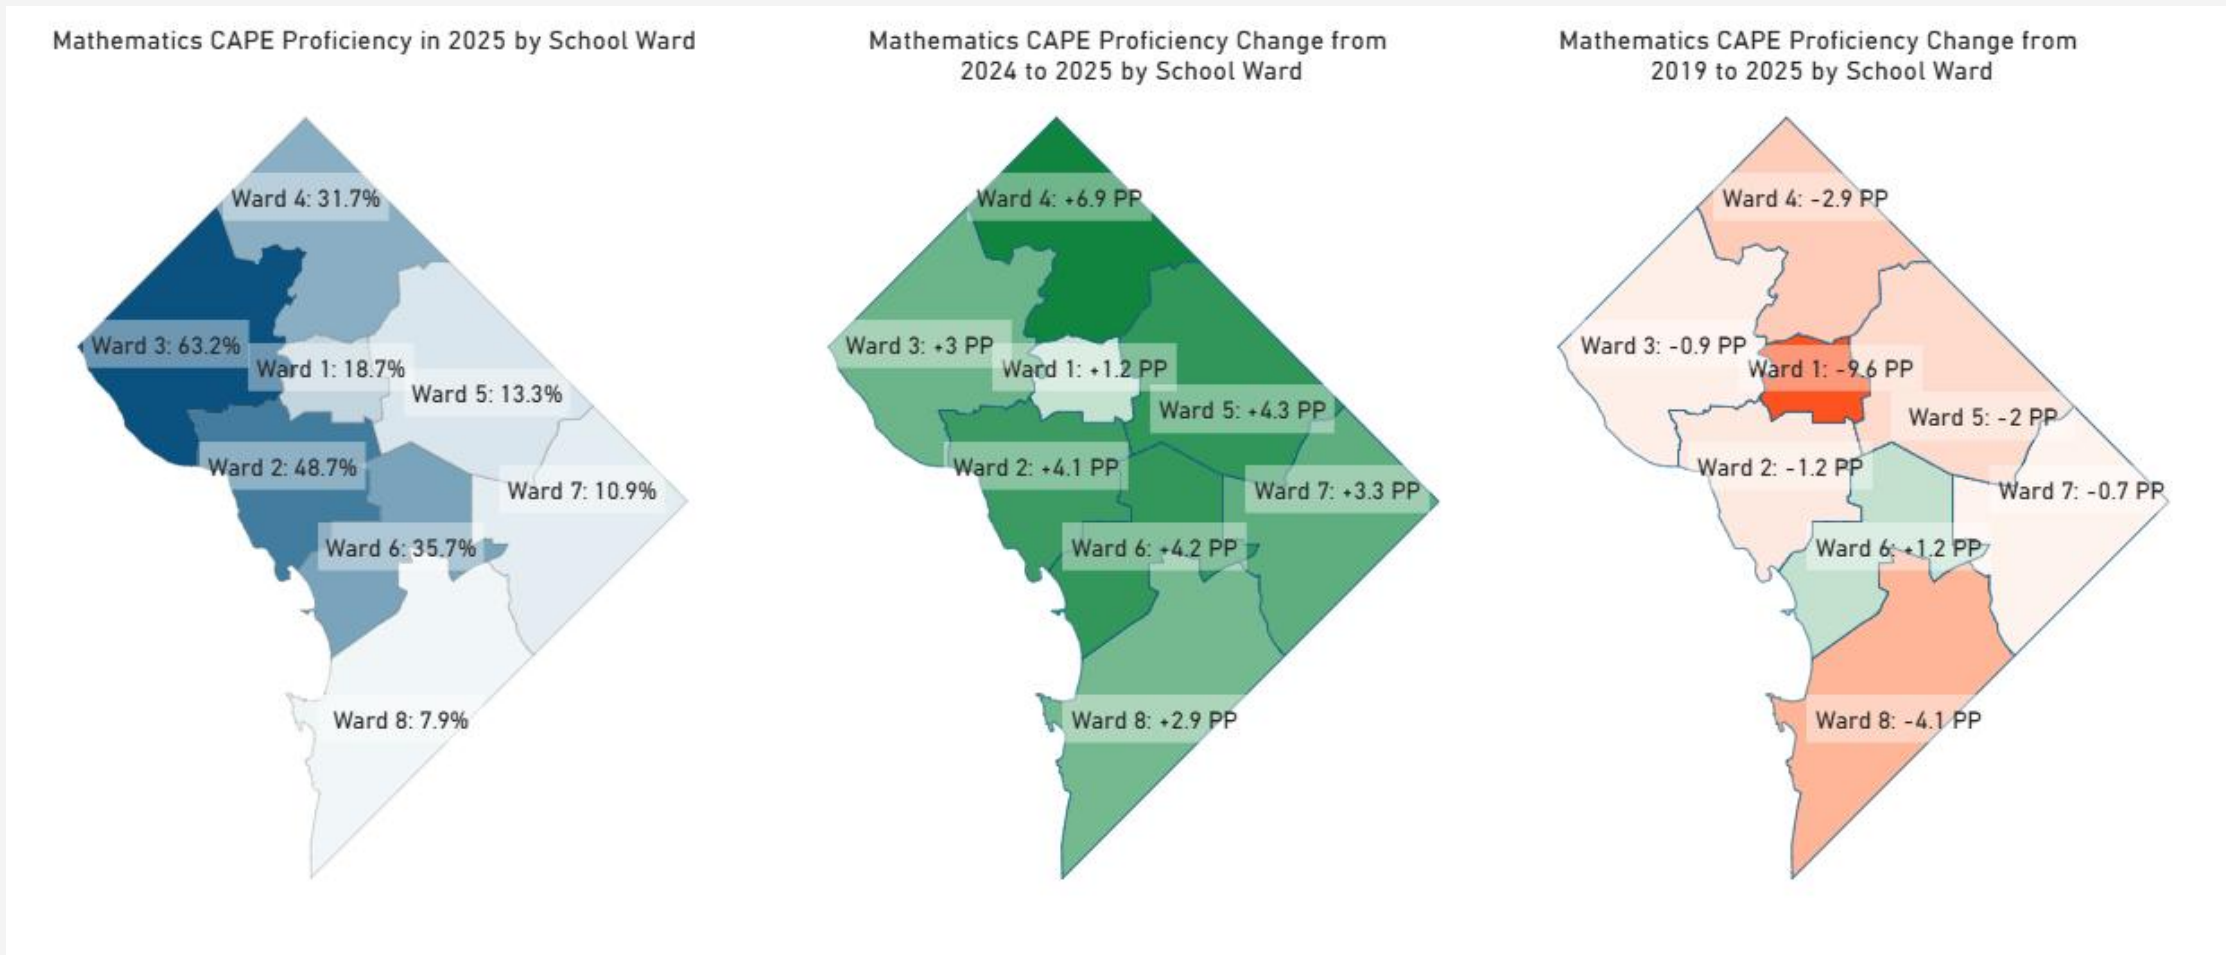 Mathematics CAPE Proficiency in 2025 by School Ward
Ward 4: 31.7%
Ward 3: 63.2%
Ward 1: 18.7%
Ward 5: 13.3%
Ward 2: 48.7%
Ward 7: 10.9%
Ward 6: 35.7%
Ward 8: 7.9%
Mathematics CAPE Proficiency Change from
2024 to 2025 by School Ward
Ward 4: +6.9 PP
Ward 3: +3 PP
Ward 1: +1.2 PP
Ward 5: +4.3 PP
Ward 2: +4.1 PP
Ward 7: +3.3 PP
Ward 6: +4.2 PP
Ward 8: +2.9 PP
Mathematics CAPE Proficiency Change from
2019 to 2025 by School Ward
Ward 4: -2.9 PP
Ward 3: -0.9 PP
Ward 1: -9.6 PP
Ward 5: -2 PP
Ward 2: -1.2 PP
Ward 7: -0.7 PP
Ward 6: +1.2 PP
Ward 8: -4.1 PP